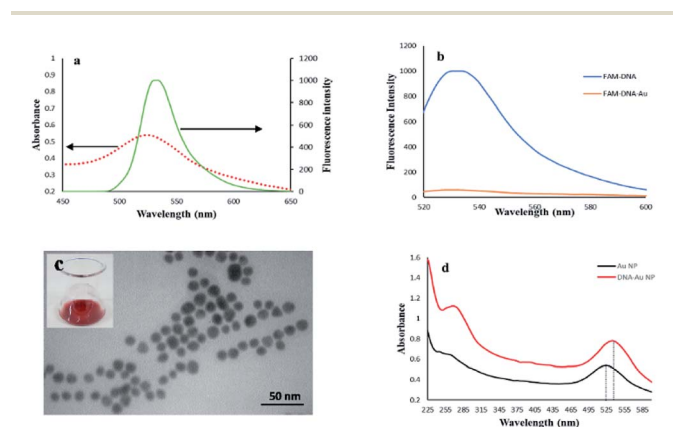 a
Absorbance
1
0.9
0.8
0.7
0.6
0.5
0.4
0.3
0.2
450 500 550 600 650
Wavelength (nm)
1200
1000
800
600
400
200
0
Fluorescence intensity
b
Fluorescence Intensity
1200
1000
800
600
400
200
0
520 540 560 580 600
Wavelength (nm)
FAM-DNA
FAM-DNA-Au
c
50 nm
d
Absorbance
1.6
1.4
1.2
1
0.8
0.6
0.4
0.2
225 255 285 315 345 375 405 435 465 495 525 555 585
Wavelength (nm)
Au NP
DNA-Au NP